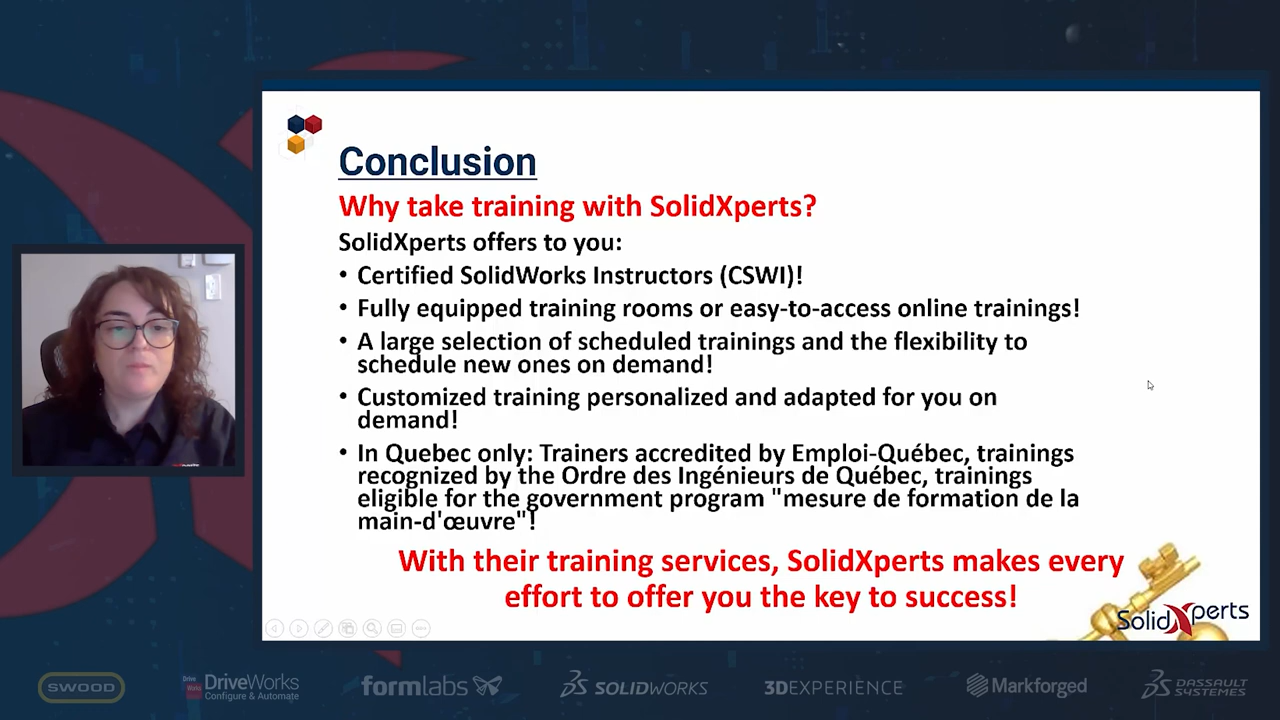 Conclusion
Why take training with SolidXperts?
SolidXperts offers to you:
• Certified SolidWorks Instructors (CSWI)!
• Fully equipped training rooms or easy-to-access online trainings!
• A large selection of scheduled trainings and the flexibility to
schedule new ones on demand!
• Customized training personalized and adapted for you on
demand!
• In Quebec only: Trainers accredited by Emploi-Québec, trainings
recognized by the Ordre des Ingénieurs de Québec, trainings
eligible for the government program "mesure de formation de la
main-d'œuvre"!
With their training services, SolidXperts makes every
effort to offer you the key to success!
SolidXperts
SWOOD
Drive
Works
DriveWorks
Configure & Automate
formlabs
SOLIDWORKS
3DEXPERIENCE
Markforged
DASSAULT
SYSTEMES